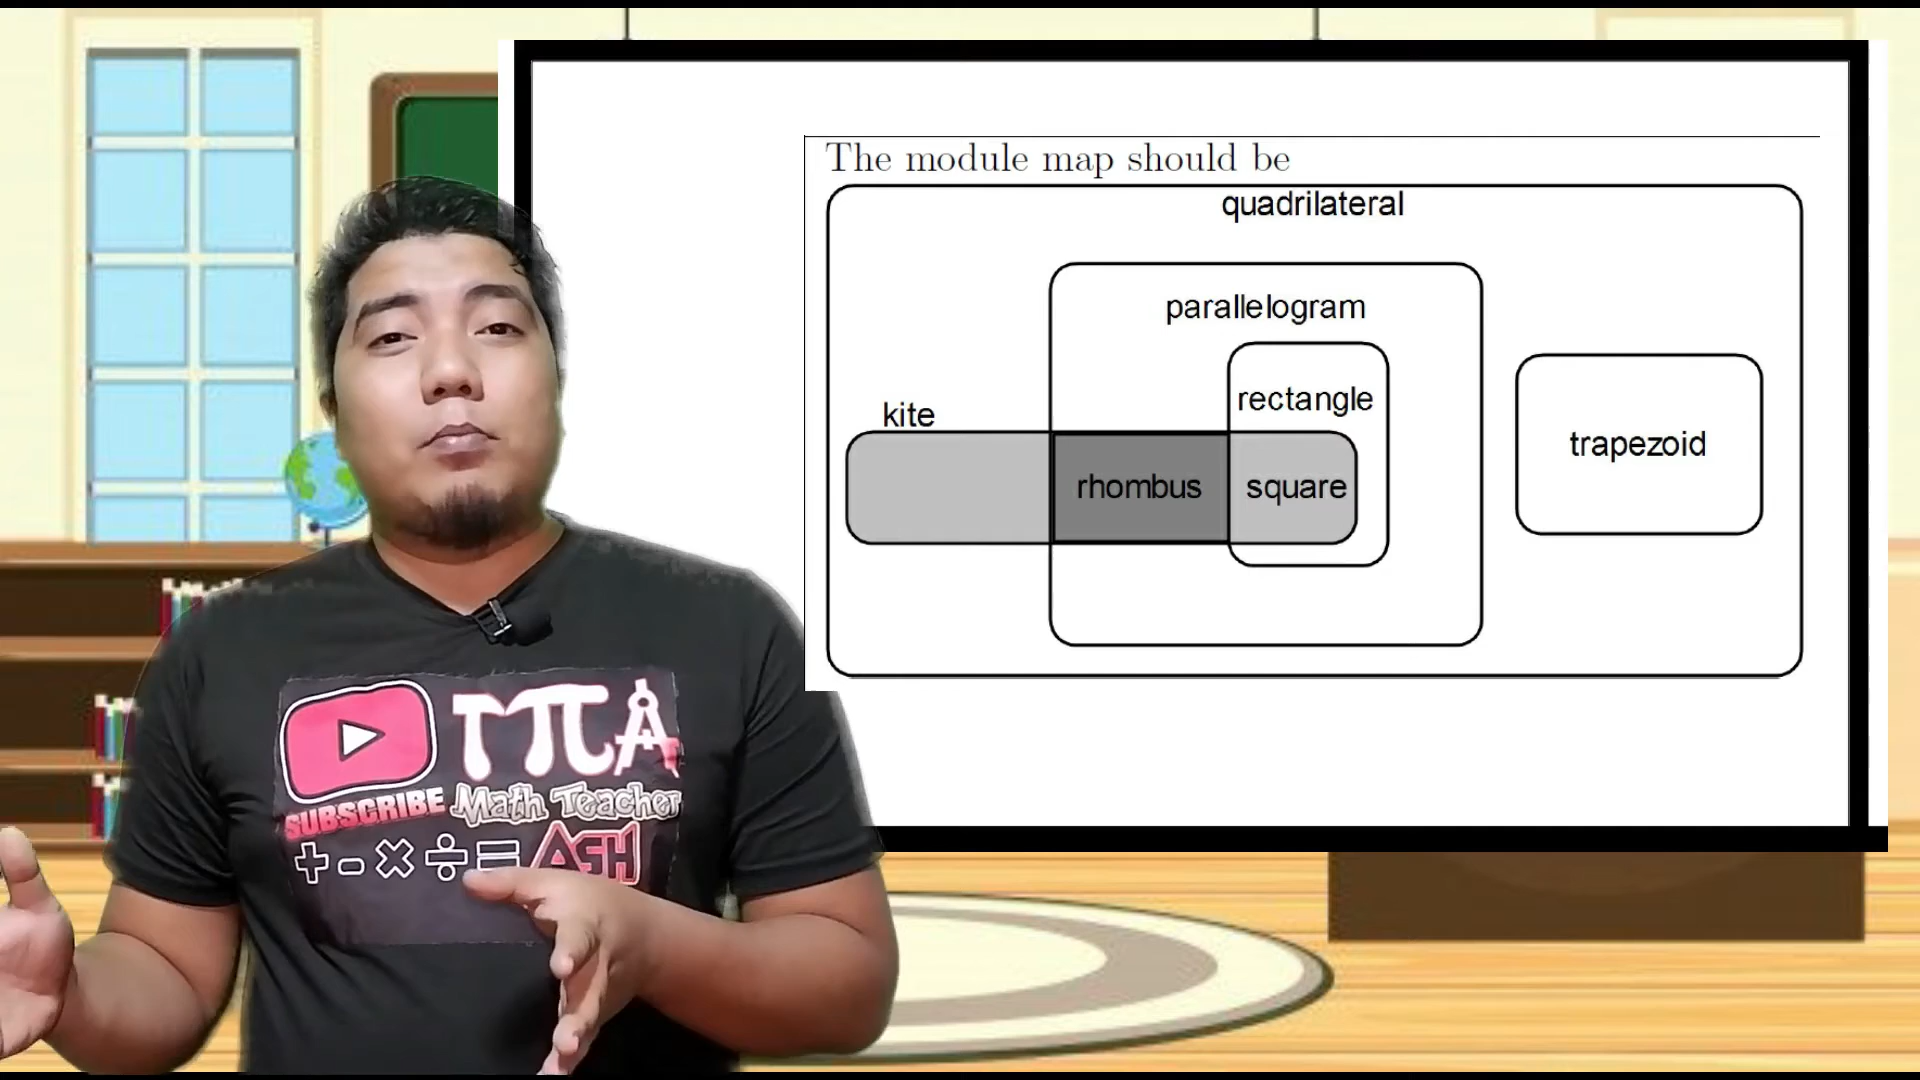 The module map should be
quadrilateral
parallelogram
rectangle
kite
trapezoid
rhombus
square
SUBSCRIBE
Math Teacher
+ - × ÷ =
ASH